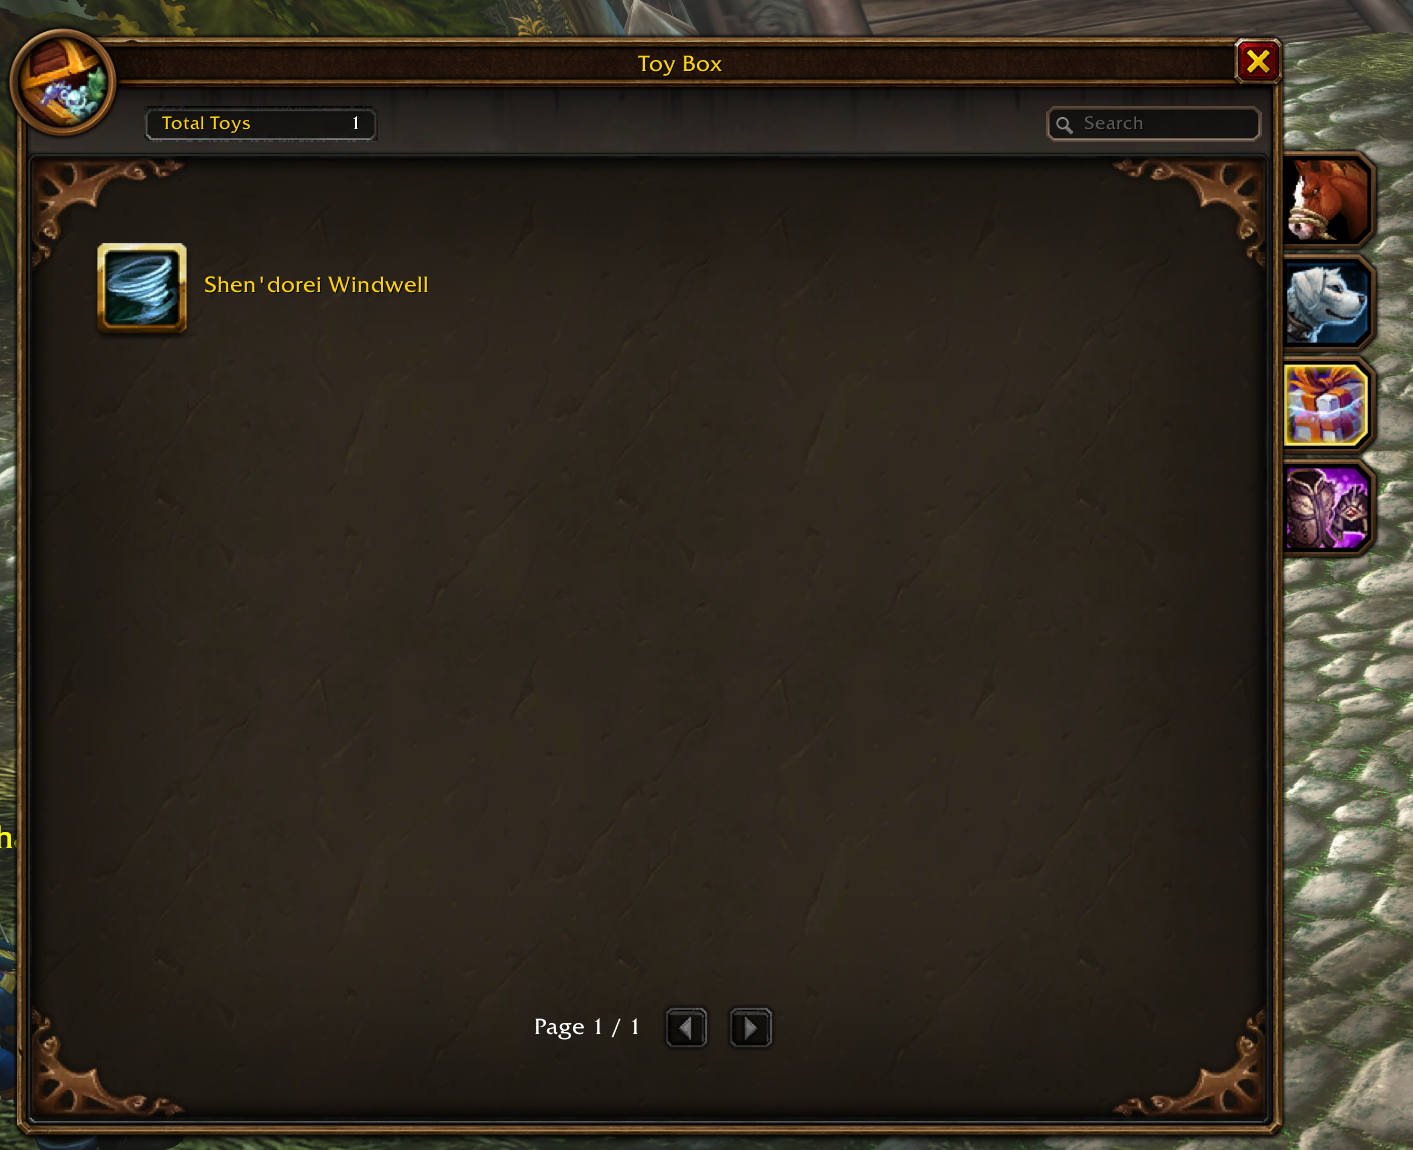 Toy Box
Total Toys 1
Search
Shen'dorei Windwell
Page 1 / 1